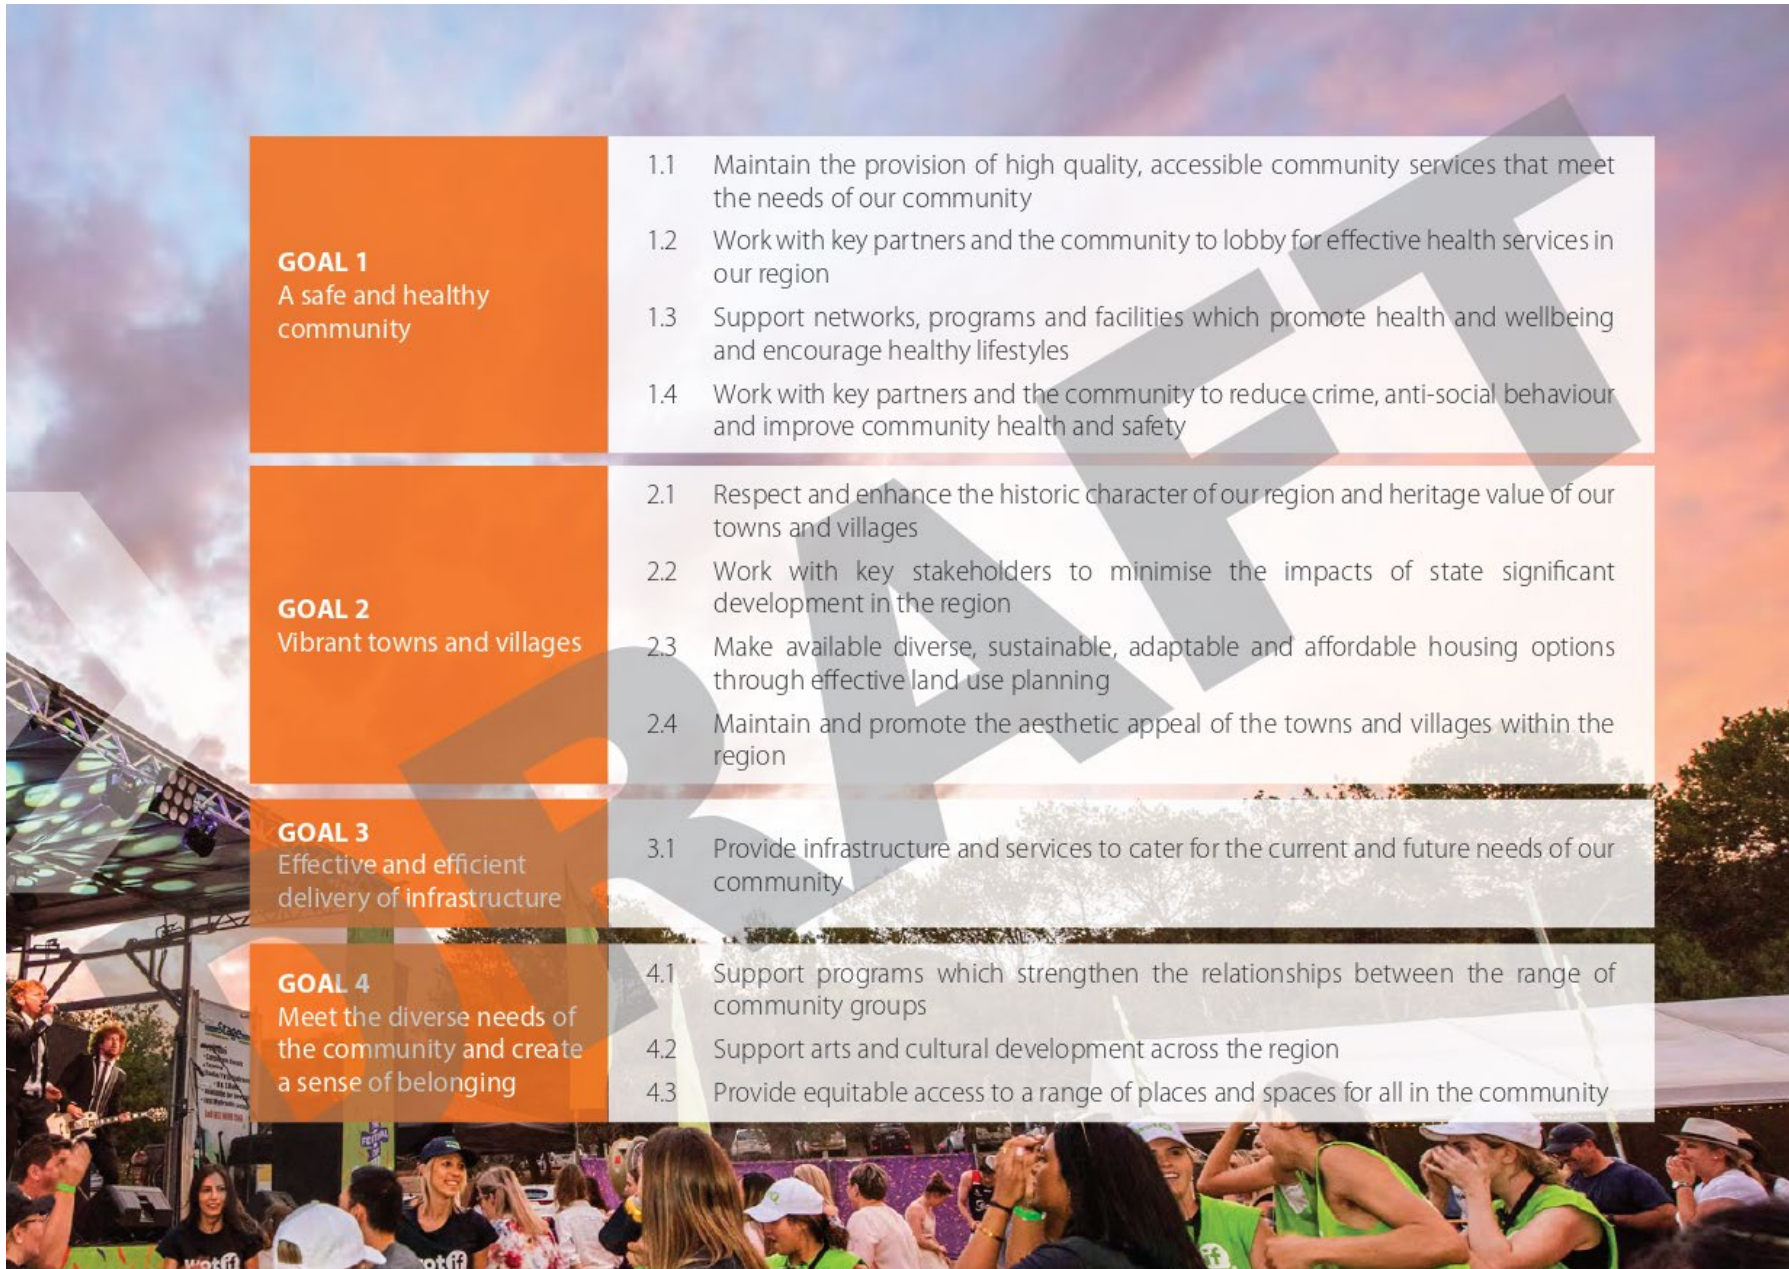 GOAL 1
A safe and healthy
community
1.1 Maintain the provision of high quality, accessible community services that meet
the needs of our community
1.2 Work with key partners and the community to lobby for effective health services in
our region
1.3 Support networks, programs and facilities which promote health and wellbeing
and encourage healthy lifestyles
1.4 Work with key partners and the community to reduce crime, anti-social behaviour
and improve community health and safety
GOAL 2
Vibrant towns and villages
2.1 Respect and enhance the historic character of our region and heritage value of our
towns and villages
2.2 Work with key stakeholders to minimise the impacts of state significant
development in the region
2.3 Make available diverse, sustainable, adaptable and affordable housing options
through effective land use planning
2.4 Maintain and promote the aesthetic appeal of the towns and villages within the
region
GOAL 3
Effective and efficient
delivery of infrastructure
3.1 Provide infrastructure and services to cater for the current and future needs of our
community
GOAL 4
Meet the diverse needs of
the community and create
a sense of belonging
4.1 Support programs which strengthen the relationships between the range of
community groups
4.2 Support arts and cultural development across the region
4.3 Provide equitable access to a range of places and spaces for all in the community
DRAFT
Stage
FESTIVAL
wotif
otif
if